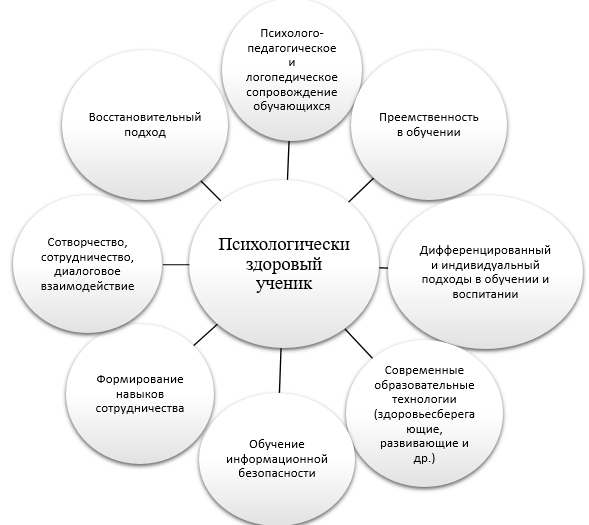 Психолого-
педагогическое
и
логопедическое
сопровождение
обучающихся
Преемственность
в обучении
Дифференцированный
и индивидуальный
подходы в обучении и
воспитании
Современные
образовательные
технологии
(здоровьесберега
ющие,
развивающие и
др.)
Обучение
информационной
безопасности
Формирование
навыков
сотрудничества
Сотворчество,
сотрудничество,
диалоговое
взаимодействие
Восстановительный
подход
Психологически
здоровый
ученик